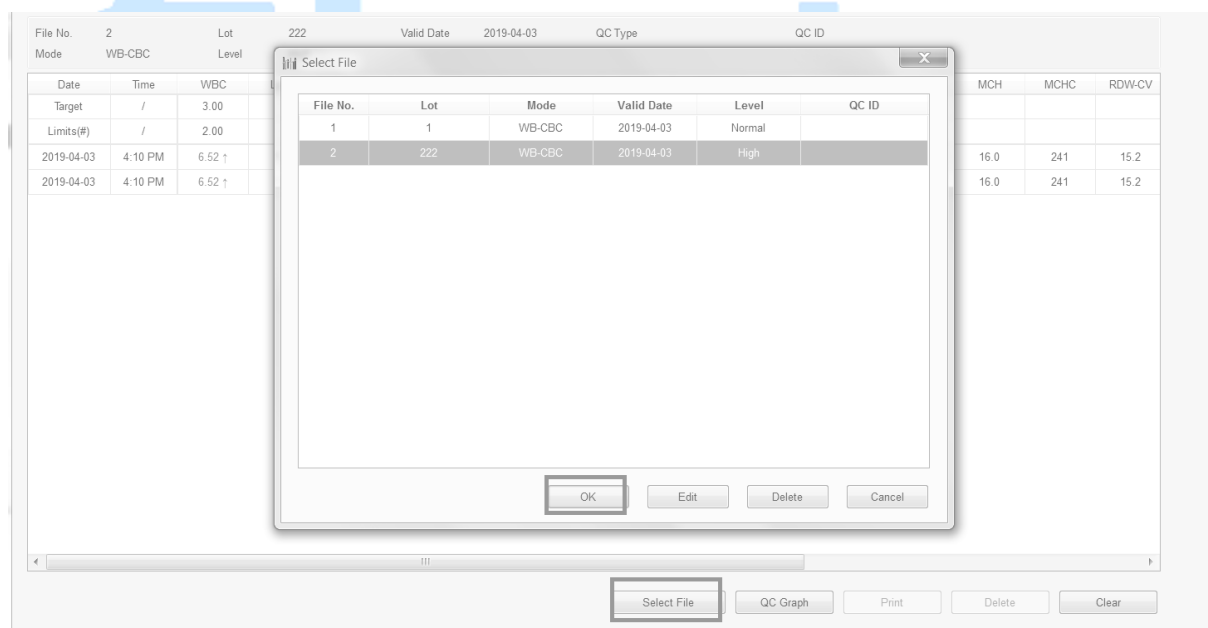 File No. 2 Lot 222 Valid Date 2019-04-03 QC Type QC ID
Mode WB-CBC Level
Select File
Date Time WBC MCH MCHC RDW-CV
File No. Lot Mode Valid Date Level QC ID
Target / 3.00
1 1 WB-CBC 2019-04-03 Normal
Limits(#) / 2.00
2 222 WB-CBC 2019-04-03 High
2019-04-03 4:10 PM 6.52 ↑ 16.0 241 15.2
2019-04-03 4:10 PM 6.52 ↑ 16.0 241 15.2
OK Edit Delete Cancel
Select File QC Graph Print Delete Clear